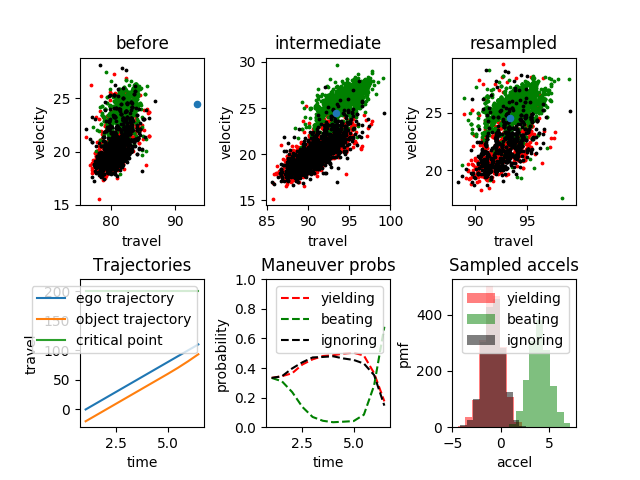 before
intermediate
resampled
velocity
25
20
15
80
90
travel
velocity
30
25
20
15
85
90
95
100
travel
velocity
25
20
90
95
travel
Trajectories
Maneuver probs
Sampled accels
travel
200
150
100
50
0
ego trajectory
object trajectory
critical point
2.5
5.0
time
probability
1.0
0.8
0.6
0.4
0.2
0.0
yielding
beating
ignoring
2.5
5.0
time
pmf
400
200
0
yielding
beating
ignoring
−5
0
5
accel